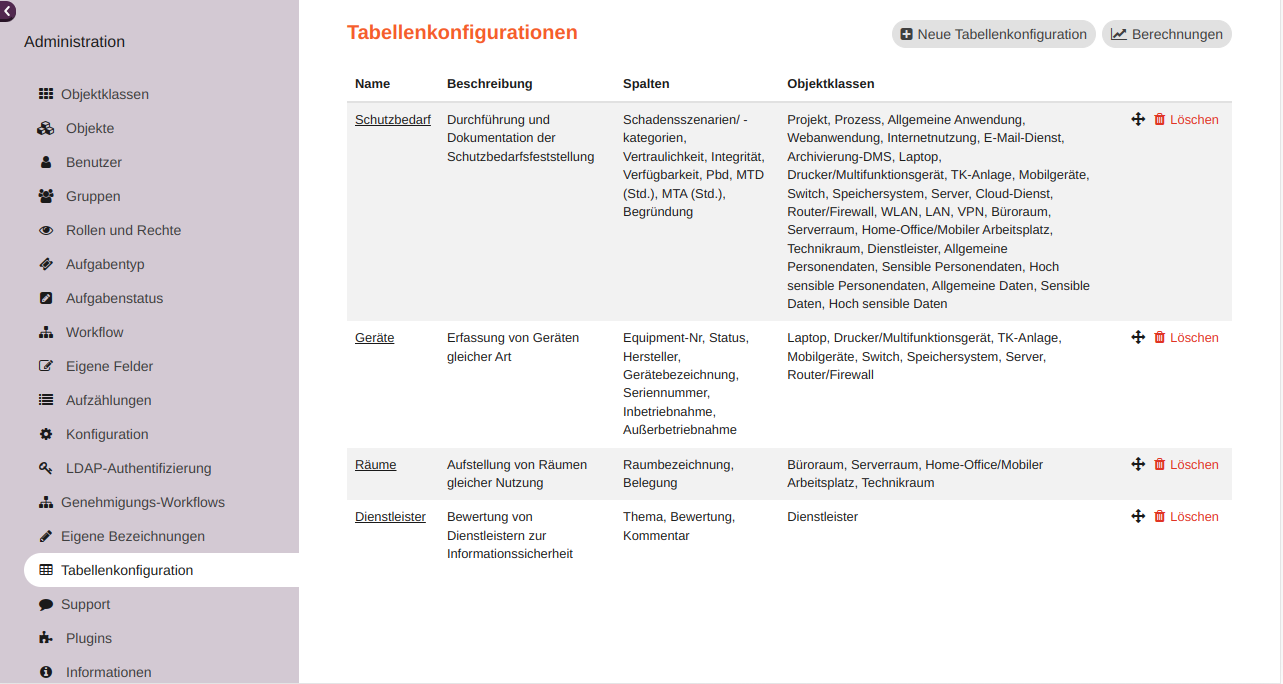 Administration
Objektklassen
Objekte
Benutzer
Gruppen
Rollen und Rechte
Aufgabentyp
Aufgabenstatus
Workflow
Eigene Felder
Aufzählungen
Konfiguration
LDAP-Authentifizierung
Genehmigungs-Workflows
Eigene Bezeichnungen
Tabellenkonfiguration
Support
Plugins
Informationen
Tabellenkonfigurationen
Neue Tabellenkonfiguration
Berechnungen
Name
Beschreibung
Spalten
Objektklassen
Schutzbedarf
Durchführung und
Dokumentation der
Schutzbedarfsfeststellung
Schadensszenarien/ -
kategorien,
Vertraulichkeit, Integrität,
Verfügbarkeit, Pbd, MTD
(Std.), MTA (Std.),
Begründung
Projekt, Prozess, Allgemeine Anwendung,
Webanwendung, Internetnutzung, E-Mail-Dienst,
Archivierung-DMS, Laptop,
Drucker/Multifunktionsgerät, TK-Anlage, Mobilgeräte,
Switch, Speichersystem, Server, Cloud-Dienst,
Router/Firewall, WLAN, LAN, VPN, Büroraum,
Serverraum, Home-Office/Mobiler Arbeitsplatz,
Technikraum, Dienstleister, Allgemeine
Personendaten, Sensible Personendaten, Hoch
sensible Personendaten, Allgemeine Daten, Sensible
Daten, Hoch sensible Daten
Löschen
Geräte
Erfassung von Geräten
gleicher Art
Equipment-Nr, Status,
Hersteller,
Gerätebezeichnung,
Seriennummer,
Inbetriebnahme,
Außerbetriebnahme
Laptop, Drucker/Multifunktionsgerät, TK-Anlage,
Mobilgeräte, Switch, Speichersystem, Server,
Router/Firewall
Löschen
Räume
Aufstellung von Räumen
gleicher Nutzung
Raumbezeichnung,
Belegung
Büroraum, Serverraum, Home-Office/Mobiler
Arbeitsplatz, Technikraum
Löschen
Dienstleister
Bewertung von
Dienstleistern zur
Informationssicherheit
Thema, Bewertung,
Kommentar
Dienstleister
Löschen